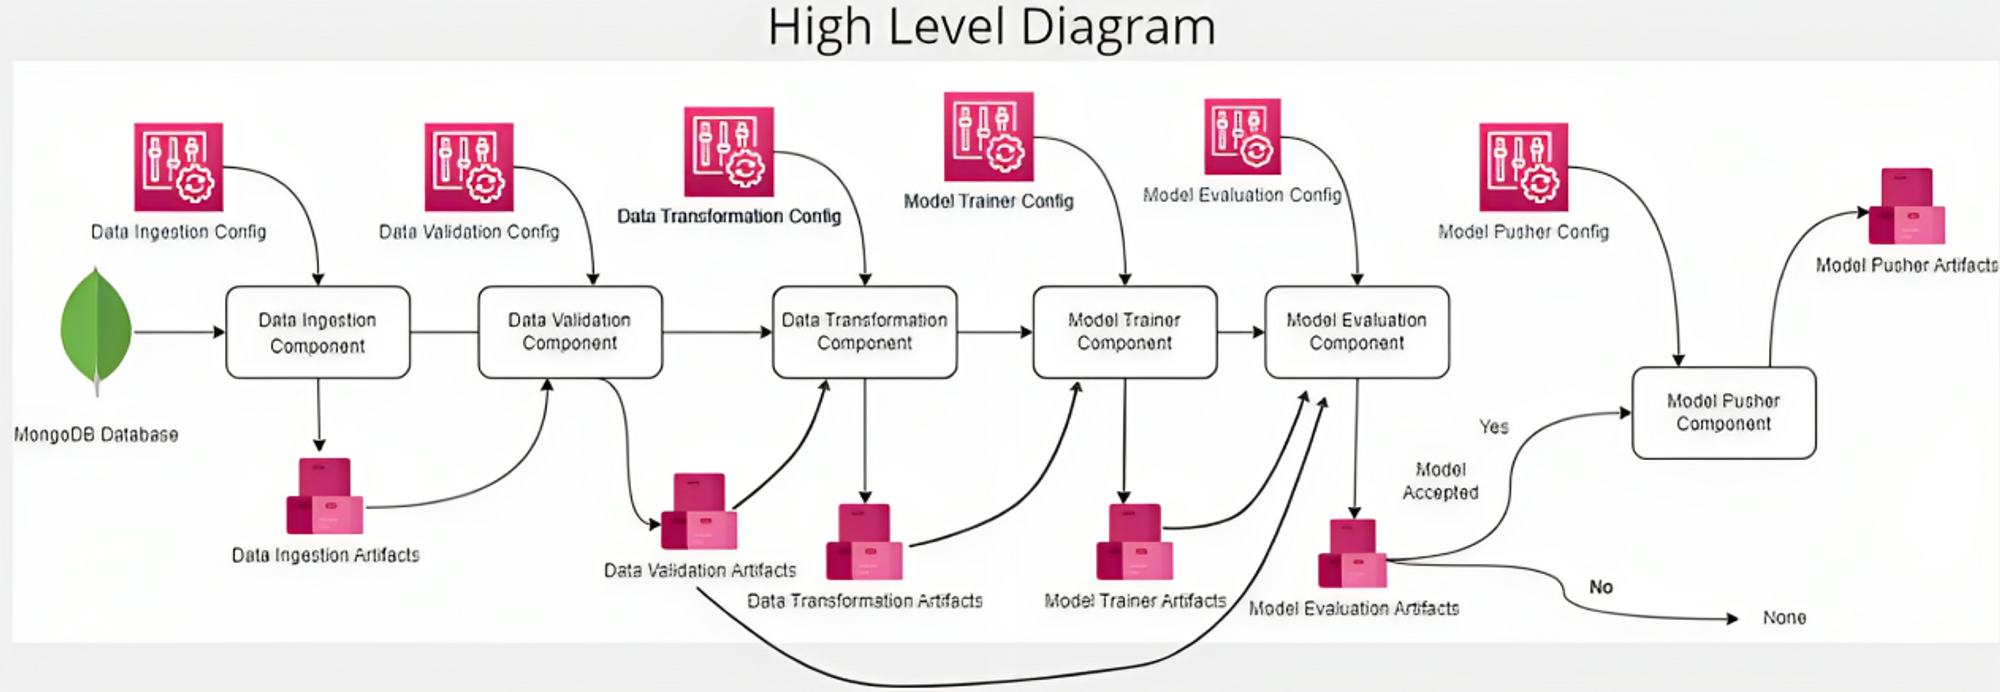 High Level Diagram
Data Ingestion Config
Data Validation Config
Data Transformation Config
Model Trainer Config
Model Evaluation Config
Model Pusher Config
Model Pusher Artifacts
MongoDB Database
Data Ingestion
Component
Data Validation
Component
Data Transformation
Component
Model Trainer
Component
Model Evaluation
Component
Model Pusher
Component
Yes
Model
Accepted
No
None
Data Ingestion Artifacts
Data Validation Artifacts
Data Transformation Artifacts
Model Trainer Artifacts
Model Evaluation Artifacts